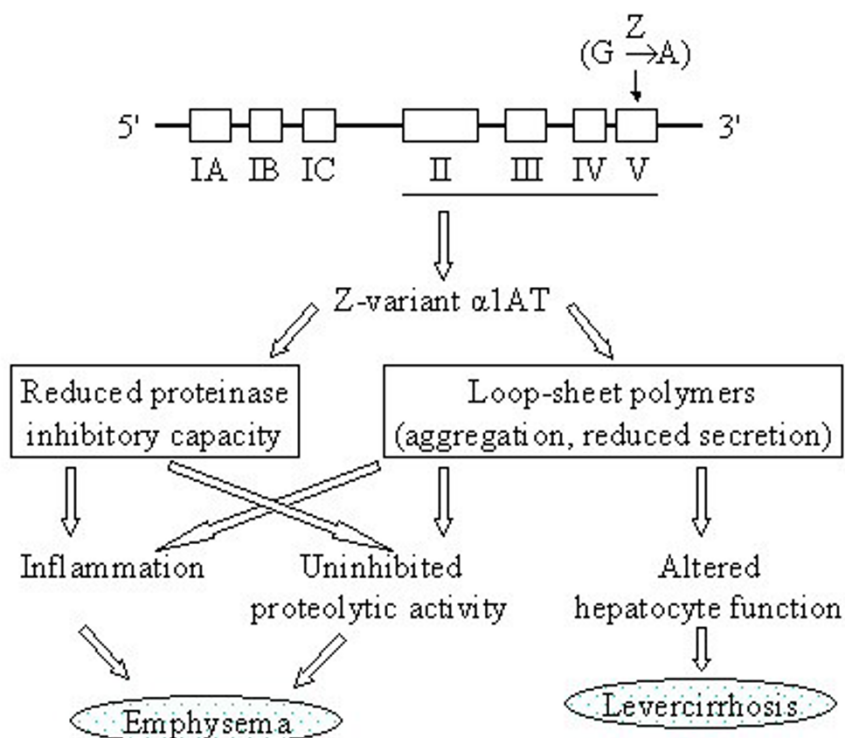 Z
(G →A)
5' 3'
IA IB IC II III IV V
Z-variant α1AT
Reduced proteinase
inhibitory capacity
Loop-sheet polymers
(aggregation, reduced secretion)
Inflammation
Uninhibited
proteolytic activity
Altered
hepatocyte function
Emphysema
Levercirrhosis